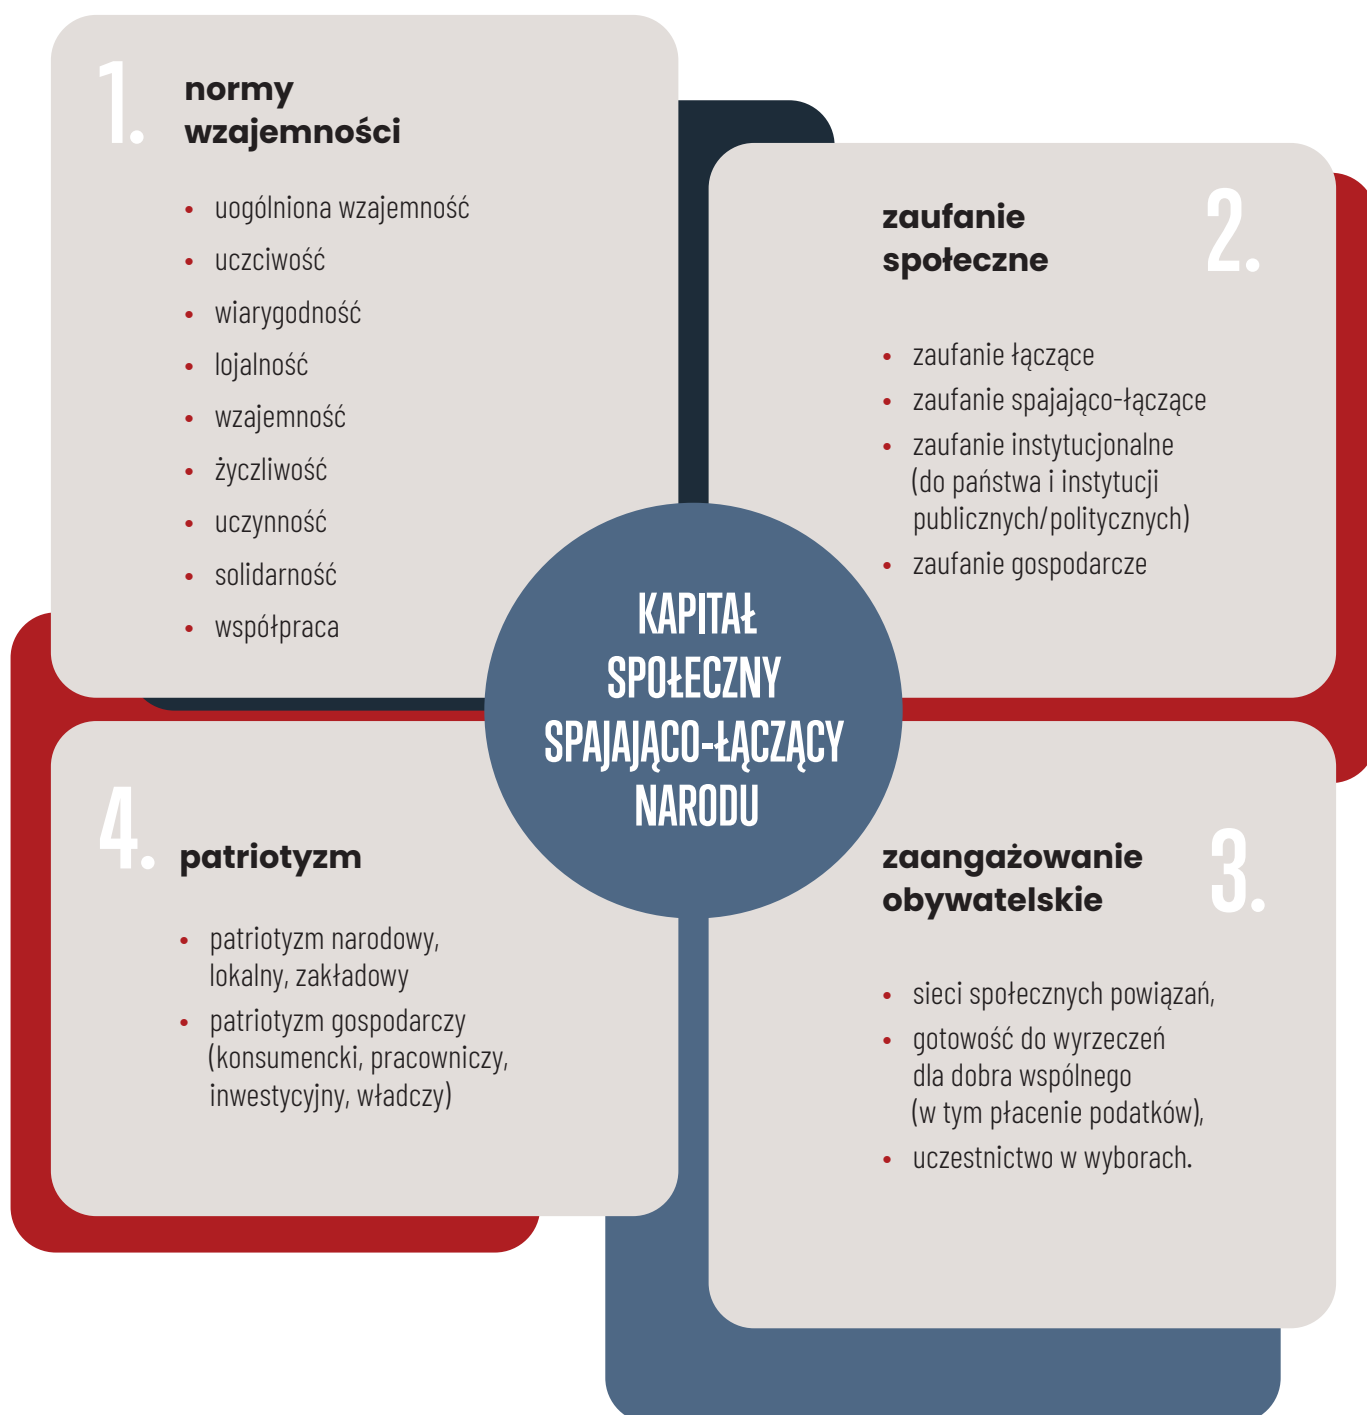 1.
normy
wzajemności
• uogólniona wzajemność
• uczciwość
• wiarygodność
• lojalność
• wzajemność
• życzliwość
• uczynność
• solidarność
• współpraca
2.
zaufanie
społeczne
• zaufanie łączące
• zaufanie spajająco-łączące
• zaufanie instytucjonalne
(do państwa i instytucji
publicznych/politycznych)
• zaufanie gospodarcze
KAPITAŁ
SPOŁECZNY
SPAJAJĄCO-ŁĄCZĄCY
NARODU
3.
zaangażowanie
obywatelskie
• sieci społecznych powiązań,
• gotowość do wyrzeczeń
dla dobra wspólnego
(w tym płacenie podatków),
• uczestnictwo w wyborach.
4.
patriotyzm
• patriotyzm narodowy,
lokalny, zakładowy
• patriotyzm gospodarczy
(konsumencki, pracowniczy,
inwestycyjny, władczy)